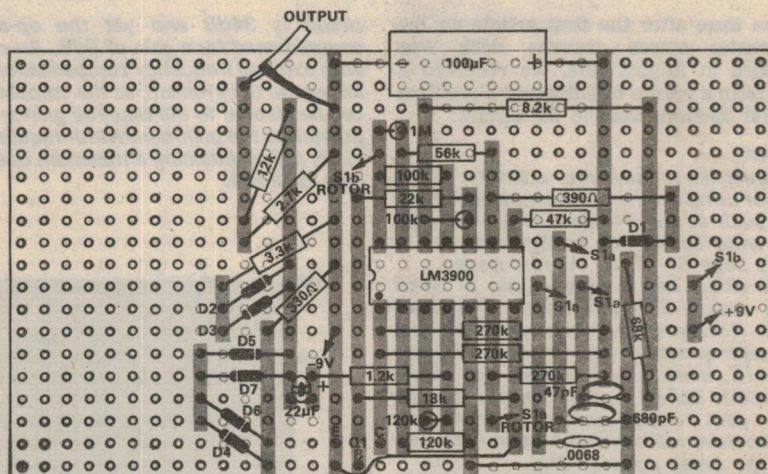 OUTPUT
100µF
8.2k
1M
56k
12k
S1b
ROTOR
100k
2.7k
22k
390Ω
100k
47k
3.3k
D1
S1a
S1b
LM3900
330Ω
D2
S1a
S1a
D3
+9V
270k
68k
D5
270k
-9V
D7
1.2k
270k
+
47pF
22µF
18k
D6
120k
S1a
ROTOR
680pF
Q1
120k
D4
.0068